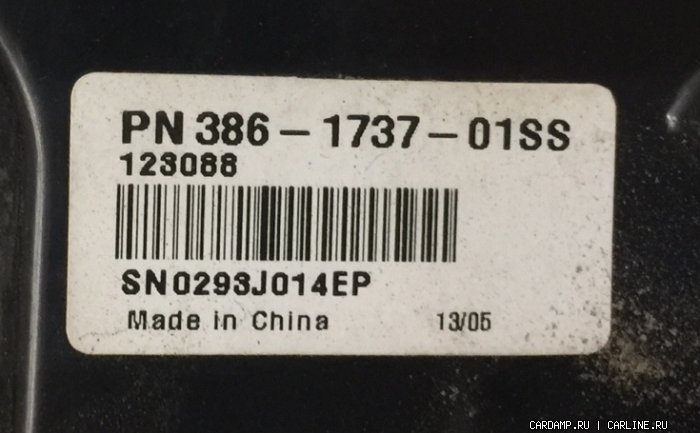 PN 386-1737-01SS
123088
SN0293J014EP
Made in China 13/05
CARDAMP.RU | CARLINE.RU